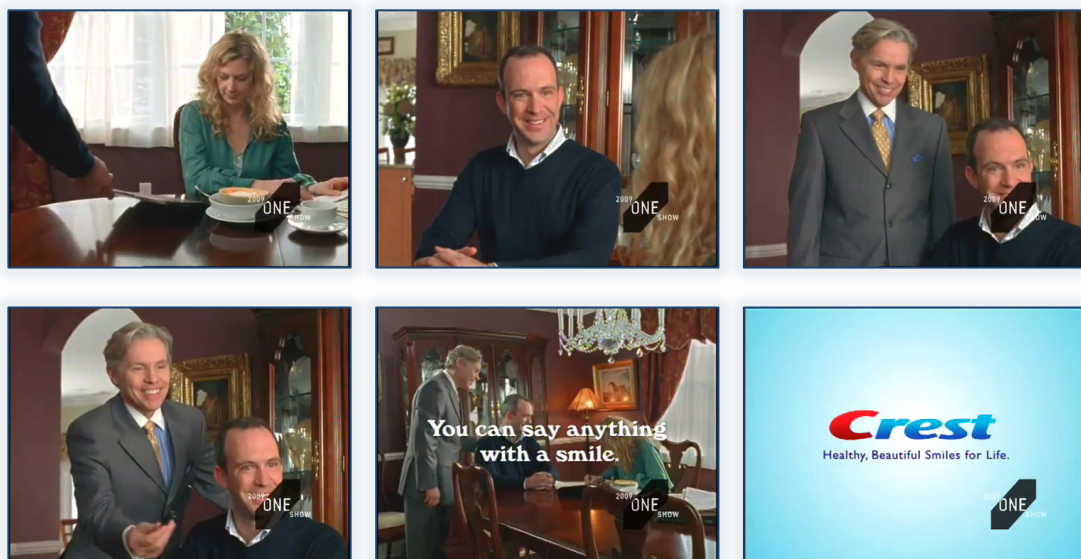 2009
ONE
SHOW
2009
ONE
SHOW
2009
ONE
SHOW
2009
ONE
SHOW
You can say anything
with a smile.
2009
ONE
SHOW
Crest
Healthy, Beautiful Smiles for Life.
2009
ONE
SHOW